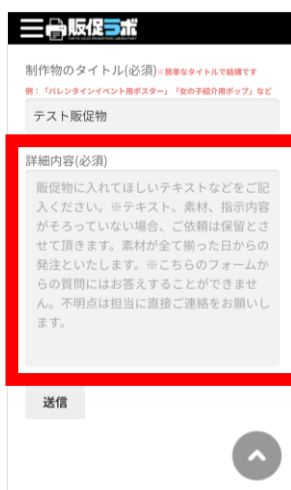 販促ラボ
制作物のタイトル(必須)※簡単なタイトルで結構です
例:「バレンタインイベント用ポスター」「女の子紹介用ポップ」など
テスト販促物
詳細内容(必須)
販促物に入れてほしいテキストなどをご記
入ください。※テキスト、素材、指示内容
がそろっていない場合、ご依頼は保留とさ
せて頂きます。素材が全て揃った日からの
発注といたします。※こちらのフォームか
らの質問にはお答えすることができませ
ん。不明点は担当に直接ご連絡をお願いし
ます。
送信